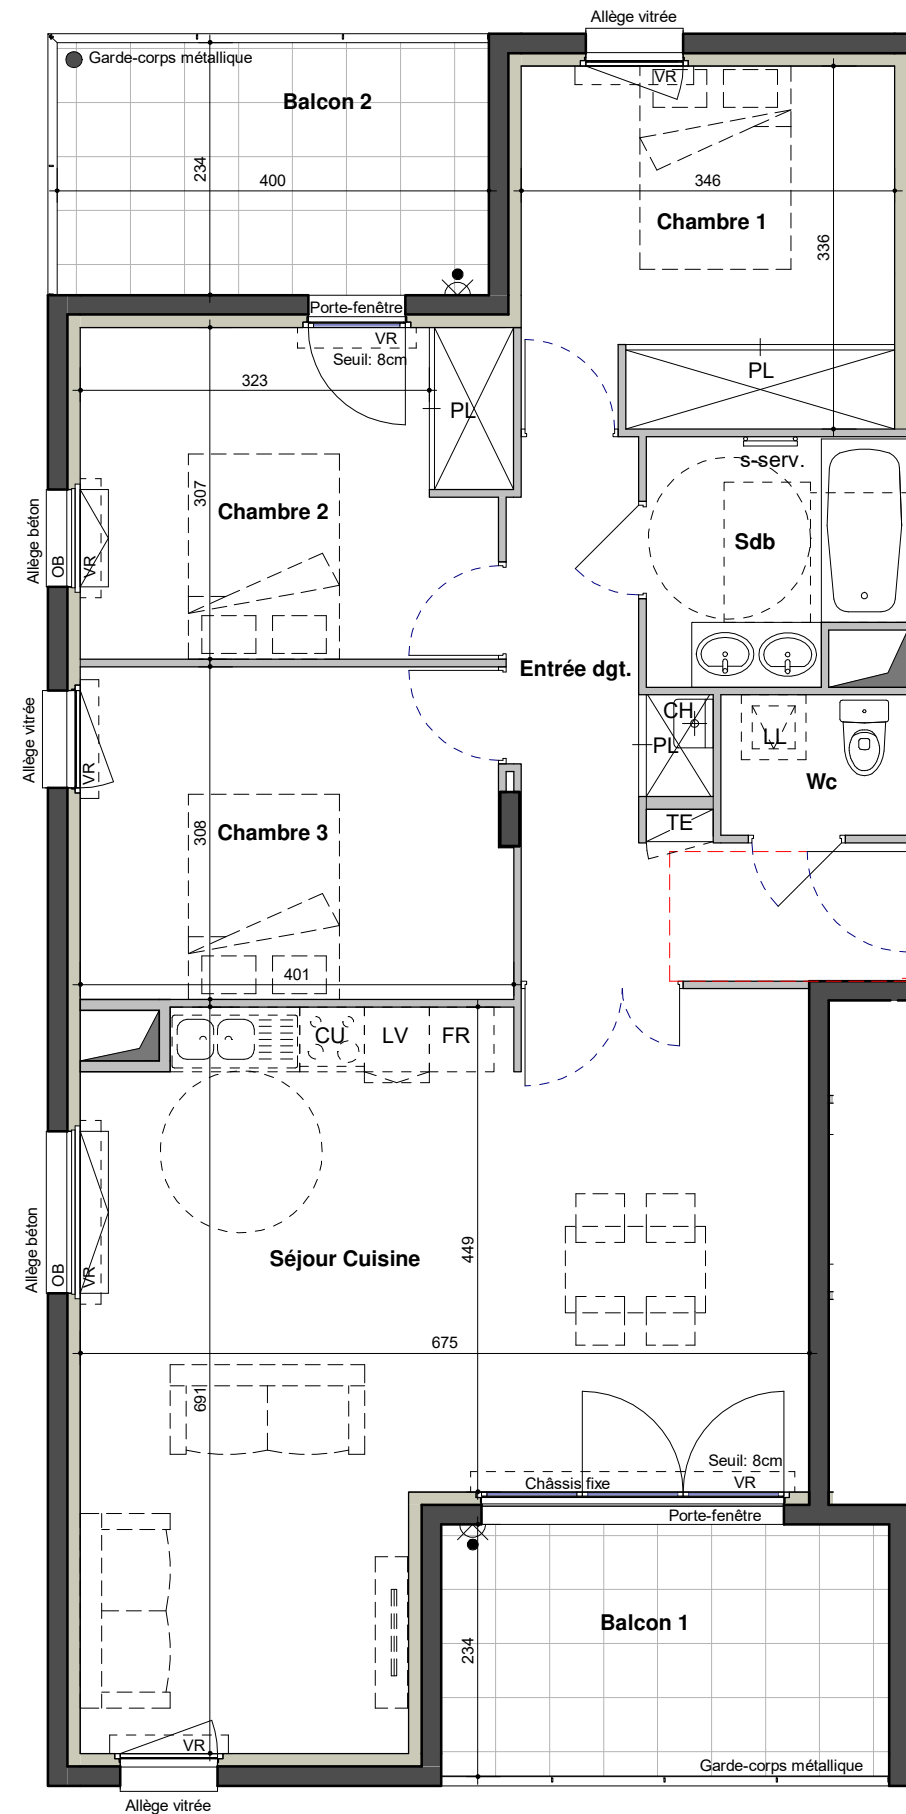 Allège vitrée
Garde-corps métallique
VR
Balcon 2
234
400
346
Chambre 1
336
Porte-fenêtre
VR
Seuil: 8cm
323
PL
PL
s-serv.
307
Chambre 2
Allège béton
OB
VR
Sdb
Entrée dgt.
CH
PL
LL
Wc
Allège vitrée
VR
308
Chambre 3
TE
401
CU
LV
FR
449
Séjour Cuisine
Allège béton
OB
VR
675
691
Seuil: 8cm
Châssis fixe
VR
Porte-fenêtre
Balcon 1
234
VR
Garde-corps métallique
Allège vitrée